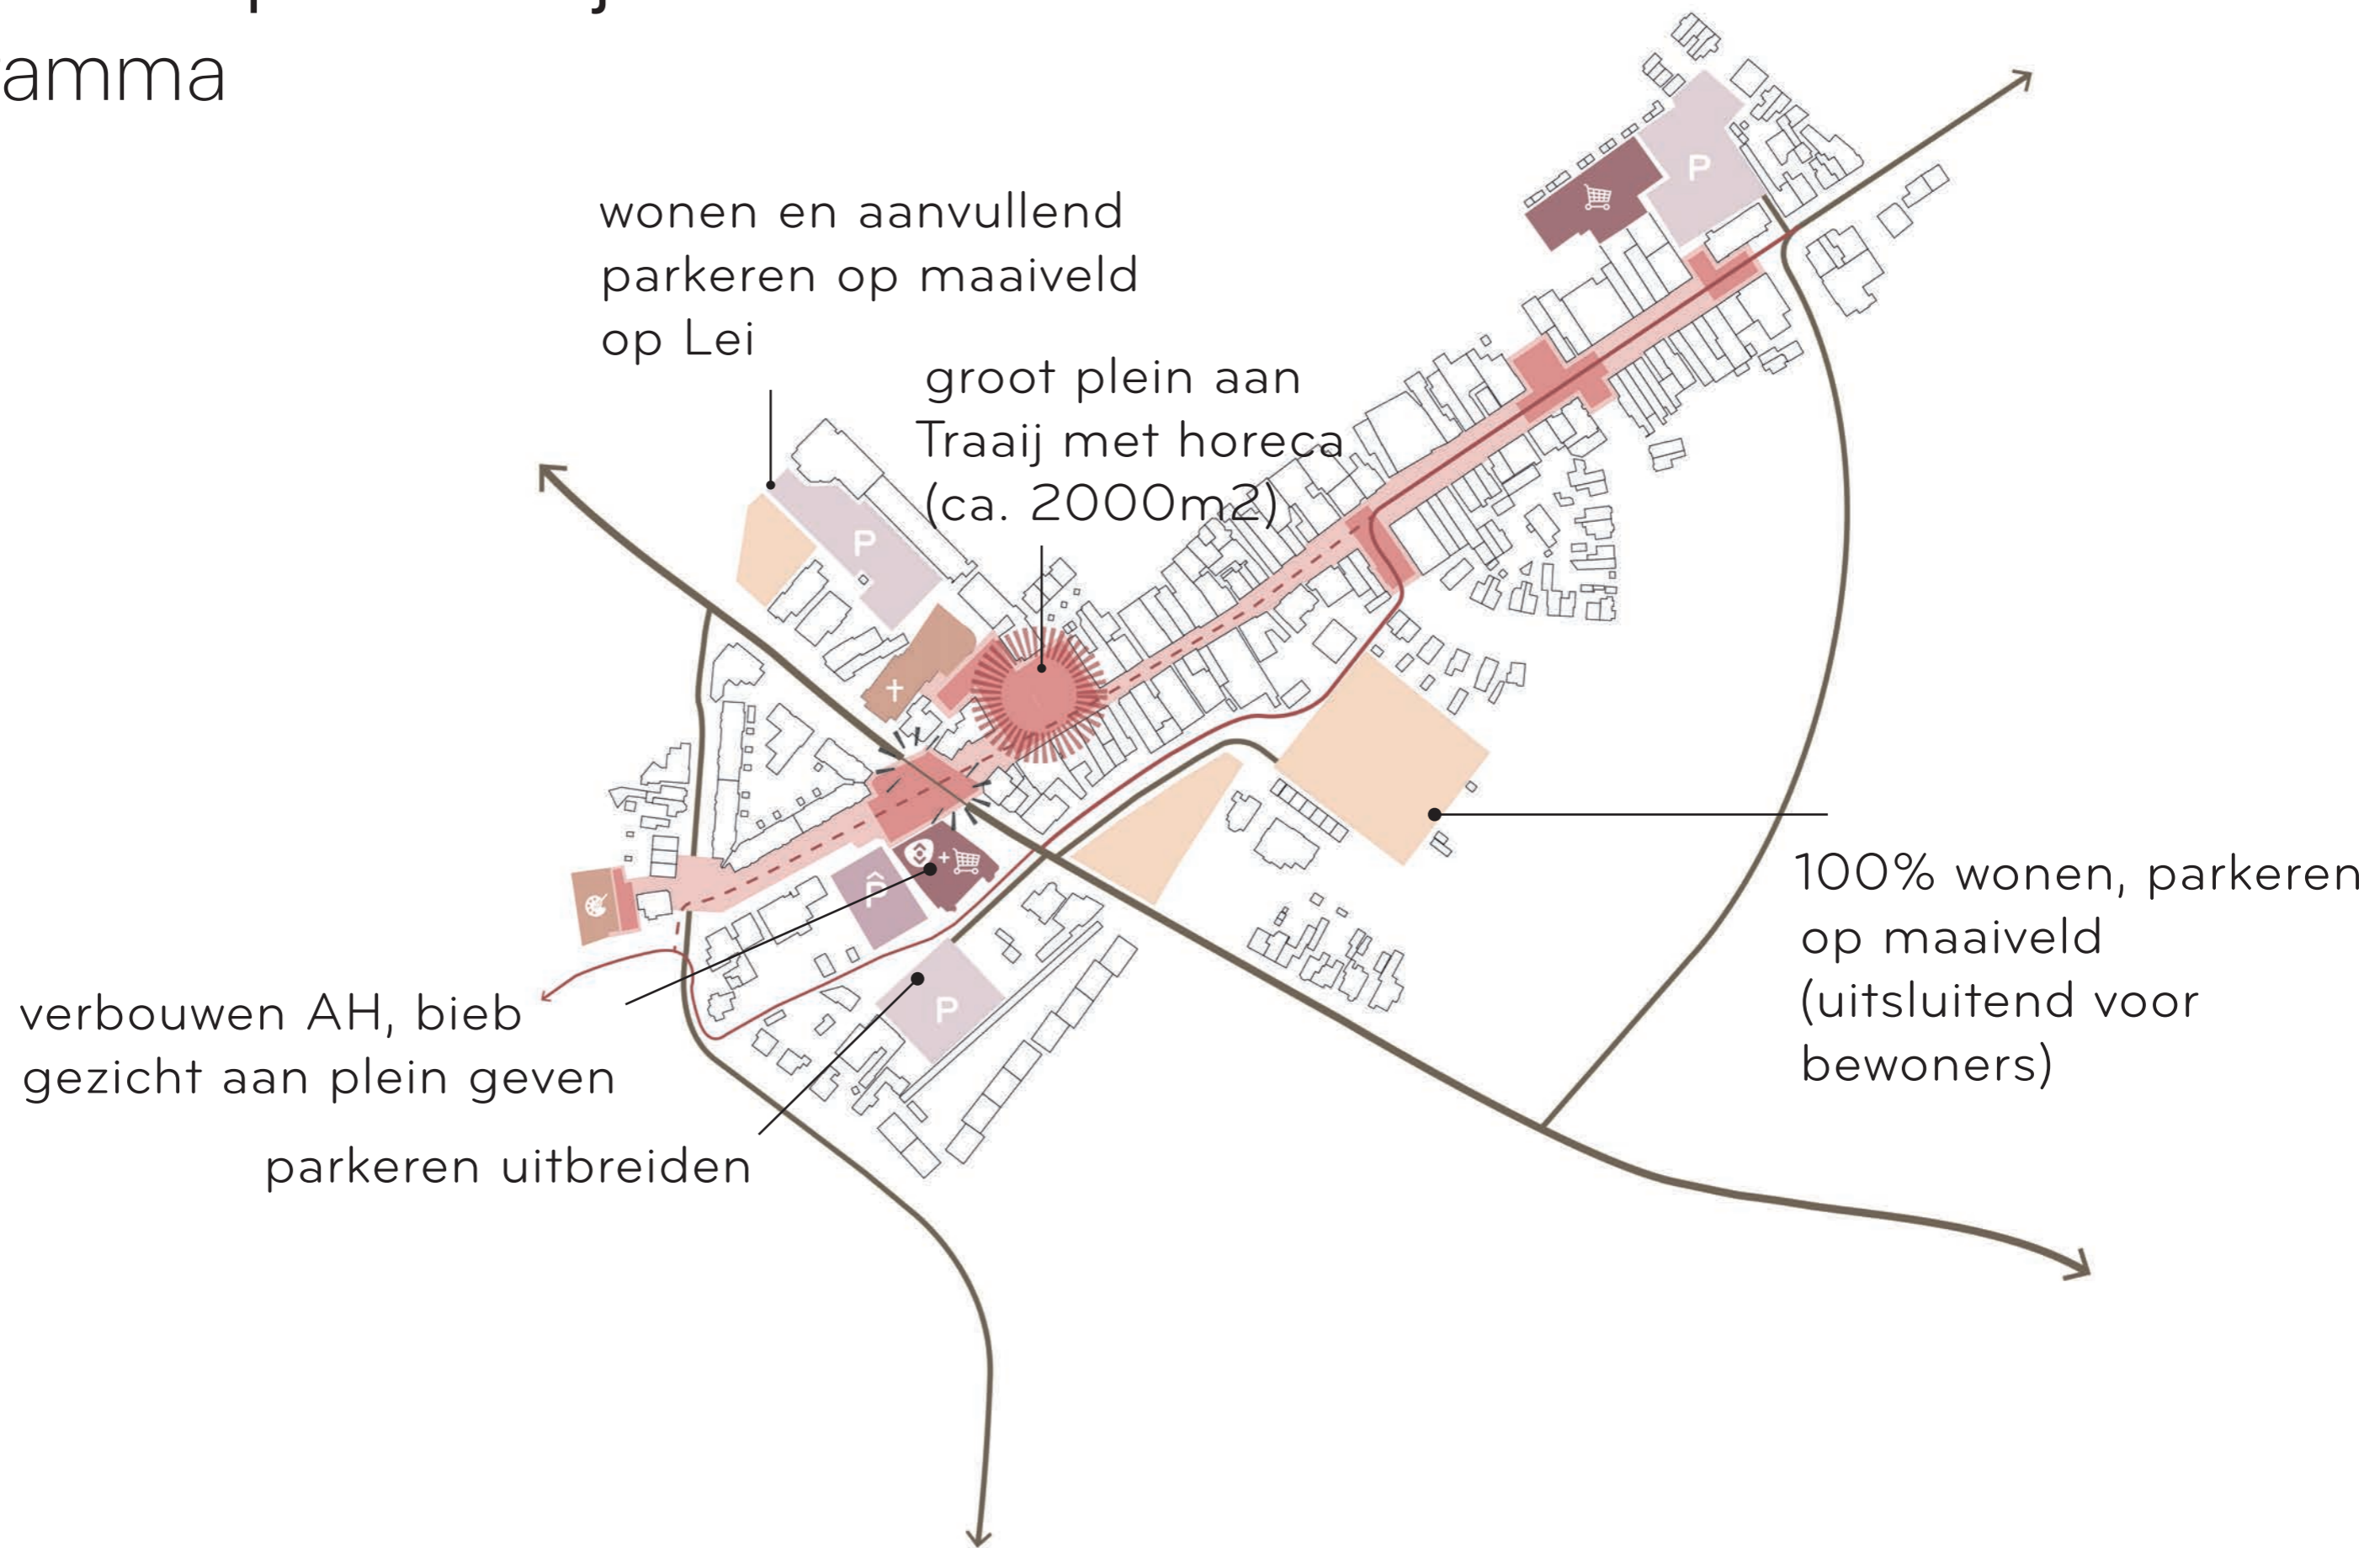 amma
wonen en aanvullend
parkeren op maaiveld
op Lei
groot plein aan
Traaij met horeca
(ca. 2000m2)
P
P
100% wonen, parkeren
op maaiveld
(uitsluitend voor
bewoners)
P
verbouwen AH, bieb
gezicht aan plein geven
P
parkeren uitbreiden